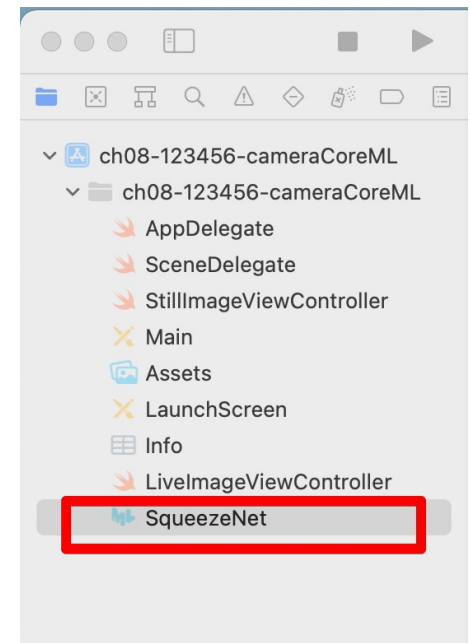 ch08-123456-cameraCoreML
ch08-123456-cameraCoreML
AppDelegate
SceneDelegate
StillImageViewController
Main
Assets
LaunchScreen
Info
LiveImageViewController
SqueezeNet